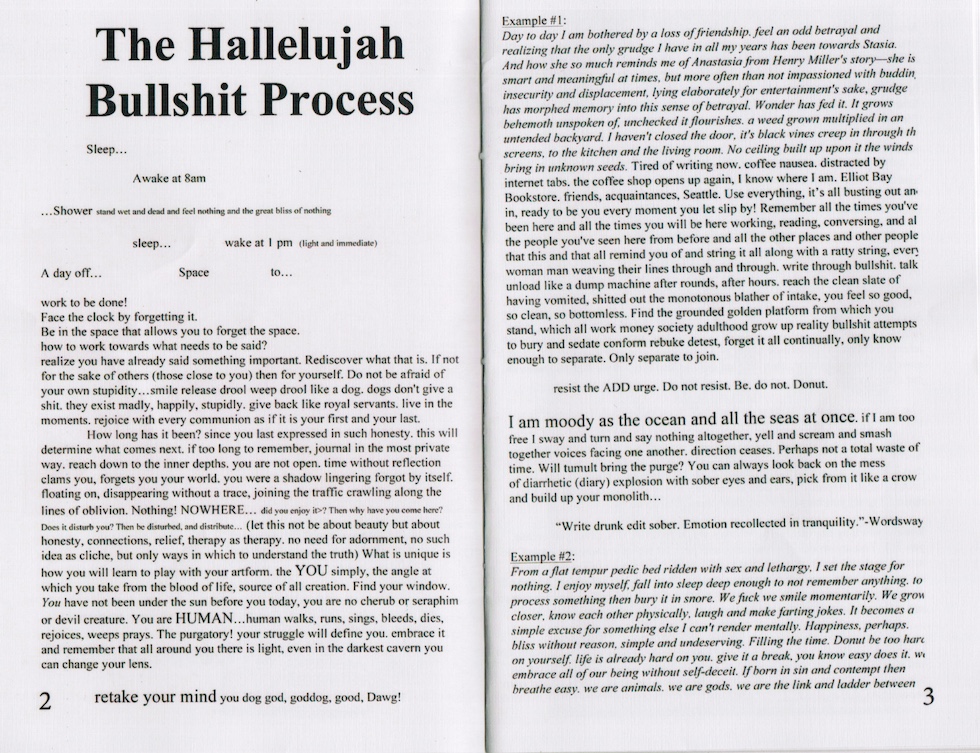 The Hallelujah
Bullshit Process
Sleep…
Awake at 8am
…Shower stand wet and dead and feel nothing and the great bliss of nothing
sleep… wake at 1 pm (light and immediate)
A day off… Space to…
work to be done!
Face the clock by forgetting it.
Be in the space that allows you to forget the space.
how to work towards what needs to be said?
realize you have already said something important. Rediscover what that is. If not
for the sake of others (those close to you) then for yourself. Do not be afraid of
your own stupidity…smile release drool weep drool like a dog. dogs don't give a
shit. they exist madly, happily, stupidly. give back like royal servants. live in the
moments. rejoice with every communion as if it is your first and your last.
How long has it been? since you last expressed in such honesty. this will
determine what comes next. if too long to remember, journal in the most private
way. reach down to the inner depths. you are not open. time without reflection
clams you, forgets you your world. you were a shadow lingering forgot by itself.
floating on, disappearing without a trace, joining the traffic crawling along the
lines of oblivion. Nothing! NOWHERE… did you enjoy it>? Then why have you come here?
Does it disturb you? Then be disturbed, and distribute… (let this not be about beauty but about
honesty, connections, relief, therapy as therapy. no need for adornment, no such
idea as cliche, but only ways in which to understand the truth) What is unique is
how you will learn to play with your artform. the YOU simply, the angle at
which you take from the blood of life, source of all creation. Find your window.
You have not been under the sun before you today, you are no cherub or seraphim
or devil creature. You are HUMAN…human walks, runs, sings, bleeds, dies,
rejoices, weeps prays. The purgatory! your struggle will define you. embrace it
and remember that all around you there is light, even in the darkest cavern you
can change your lens.
retake your mind you dog god, goddog, good, Dawg!
2
Example #1:
Day to day I am bothered by a loss of friendship. feel an odd betrayal and
realizing that the only grudge I have in all my years has been towards Stasia.
And how she so much reminds me of Anastasia from Henry Miller's story—she is
smart and meaningful at times, but more often than not impassioned with buddin
insecurity and displacement, lying elaborately for entertainment's sake, grudge
has morphed memory into this sense of betrayal. Wonder has fed it. It grows
behemoth unspoken of, unchecked it flourishes. a weed grown multiplied in an
untended backyard. I haven't closed the door, it's black vines creep in through th
screens, to the kitchen and the living room. No ceiling built up upon it the winds
bring in unknown seeds. Tired of writing now. coffee nausea. distracted by
internet tabs. the coffee shop opens up again, I know where I am. Elliot Bay
Bookstore. friends, acquaintances, Seattle. Use everything, it's all busting out an
in, ready to be you every moment you let slip by! Remember all the times you've
been here and all the times you will be here working, reading, conversing, and al
the people you've seen here from before and all the other places and other people
that this and that all remind you of and string it all along with a ratty string, every
woman man weaving their lines through and through. write through bullshit. talk
unload like a dump machine after rounds, after hours. reach the clean slate of
having vomited, shitted out the monotonous blather of intake, you feel so good,
so clean, so bottomless. Find the grounded golden platform from which you
stand, which all work money society adulthood grow up reality bullshit attempts
to bury and sedate conform rebuke detest, forget it all continually, only know
enough to separate. Only separate to join.
resist the ADD urge. Do not resist. Be. do not. Donut.
I am moody as the ocean and all the seas at once. if I am too
free I sway and turn and say nothing altogether, yell and scream and smash
together voices facing one another. direction ceases. Perhaps not a total waste of
time. Will tumult bring the purge? You can always look back on the mess
of diarrhetic (diary) explosion with sober eyes and ears, pick from it like a crow
and build up your monolith…
“Write drunk edit sober. Emotion recollected in tranquility.”-Wordsway
Example #2:
From a flat tempur pedic bed ridden with sex and lethargy. I set the stage for
nothing. I enjoy myself, fall into sleep deep enough to not remember anything. to
process something then bury it in snore. We fuck we smile momentarily. We grow
closer, know each other physically, laugh and make farting jokes. It becomes a
simple excuse for something else I can't render mentally. Happiness, perhaps.
bliss without reason, simple and undeserving. Filling the time. Donut be too hard
on yourself. life is already hard on you. give it a break, you know easy does it. we
embrace all of our being without self-deceit. If born in sin and contempt then
breathe easy. we are animals. we are gods. we are the link and ladder between
3